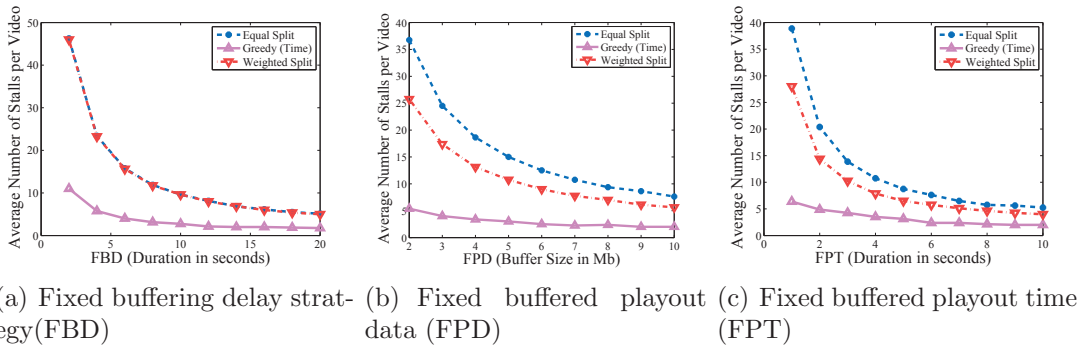 Average Number of Stalls per Video
50
40
30
20
10
0
0 5 10 15 20
FBD (Duration in seconds)
Equal Split
Greedy (Time)
Weighted Split
Average Number of Stalls per Video
40
35
30
25
20
15
10
5
0
2 3 4 5 6 7 8 9 10
FPD (Buffer Size in Mb)
Equal Split
Greedy (Time)
Weighted Split
Average Number of Stalls per Video
40
35
30
25
20
15
10
5
0
0 2 4 6 8 10
FPT (Duration in seconds)
Equal Split
Greedy (Time)
Weighted Split
(a) Fixed buffering delay strat-
egy(FBD)
(b) Fixed buffered playout
data (FPD)
(c) Fixed buffered playout time
(FPT)